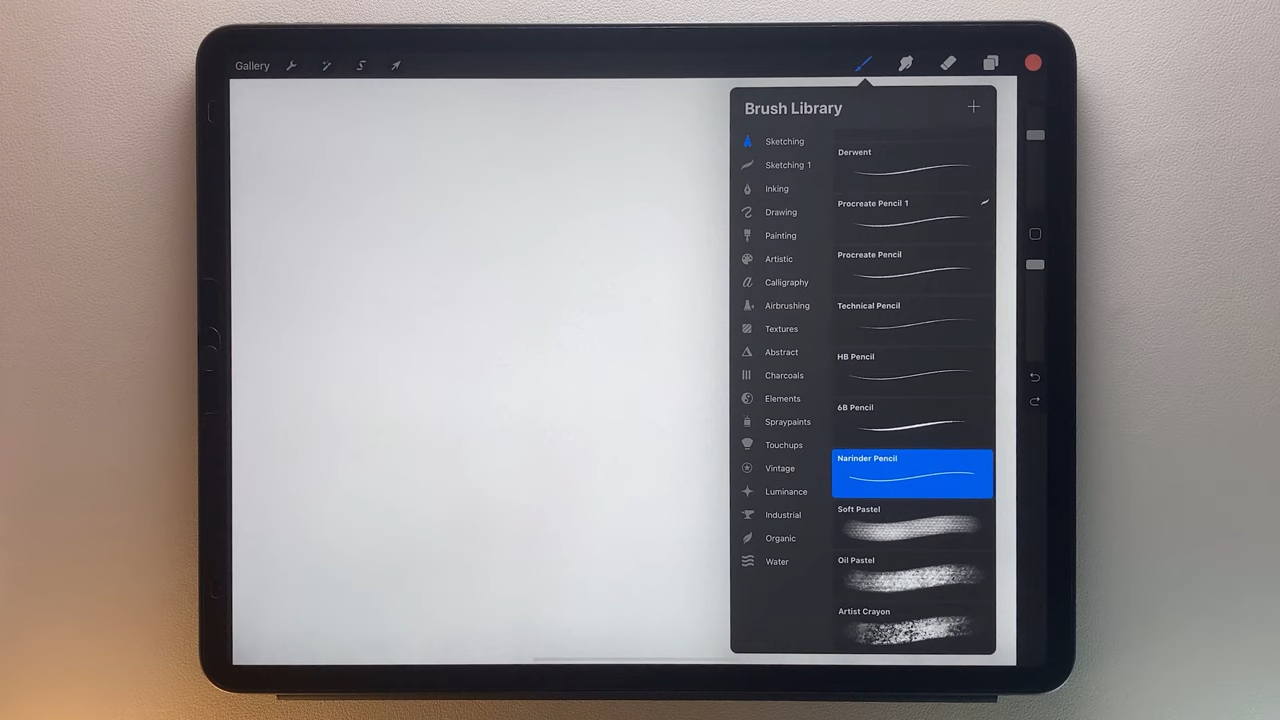 Gallery
Brush Library
Sketching
Sketching 1
Inking
Drawing
Painting
Artistic
Calligraphy
Airbrushing
Textures
Abstract
Charcoals
Elements
Spraypaints
Touchups
Vintage
Luminance
Industrial
Organic
Water
Derwent
Procreate Pencil 1
Procreate Pencil
Technical Pencil
HB Pencil
6B Pencil
Narinder Pencil
Soft Pastel
Oil Pastel
Artist Crayon